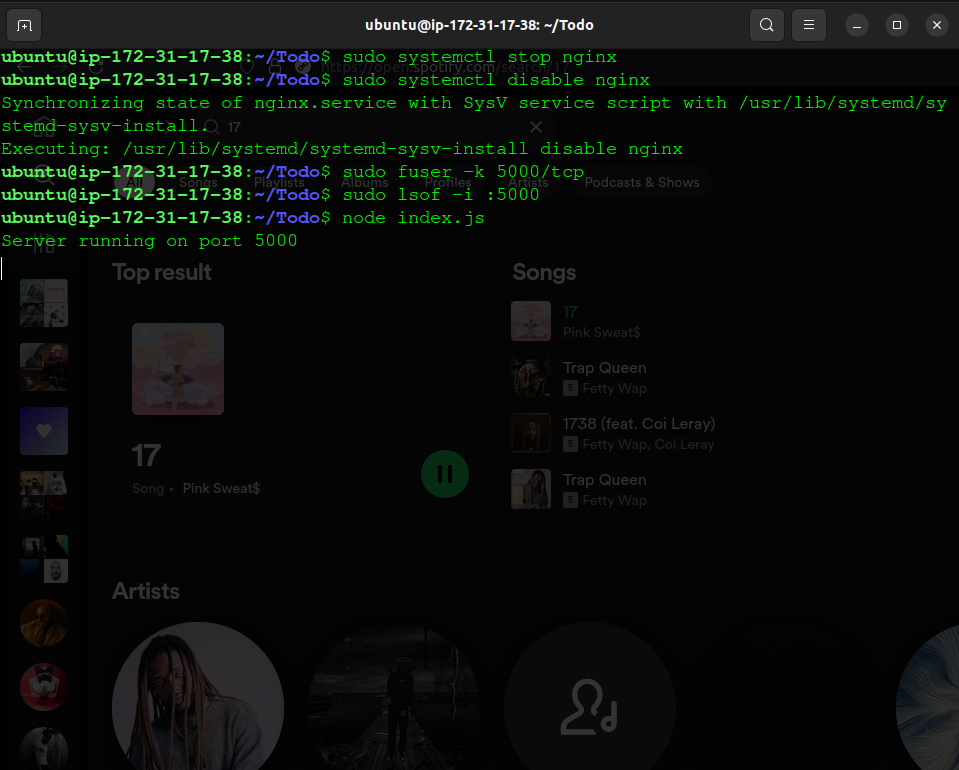 ubuntu@ip-172-31-17-38: ~/Todo
ubuntu@ip-172-31-17-38:~/Todo$ sudo systemctl stop nginx
https://open.spotify.com/search/17
ubuntu@ip-172-31-17-38:~/Todo$ sudo systemctl disable nginx
Synchronizing state of nginx.service with SysV service script with /usr/lib/systemd/sy
stemd-sysv-install.
17
Executing: /usr/lib/systemd/systemd-sysv-install disable nginx
ubuntu@ip-172-31-17-38:~/Todo$ sudo fuser -k 5000/tcp
All Songs Playlists Albums Profiles Artists Podcasts & Shows
ubuntu@ip-172-31-17-38:~/Todo$ sudo lsof -i :5000
ubuntu@ip-172-31-17-38:~/Todo$ node index.js
Server running on port 5000
Top result
17
Song • Pink Sweat$
Songs
17
Pink Sweat$
Trap Queen
E Fetty Wap
1738 (feat. Coi Leray)
E Fetty Wap, Coi Leray
Trap Queen
E Fetty Wap
Artists